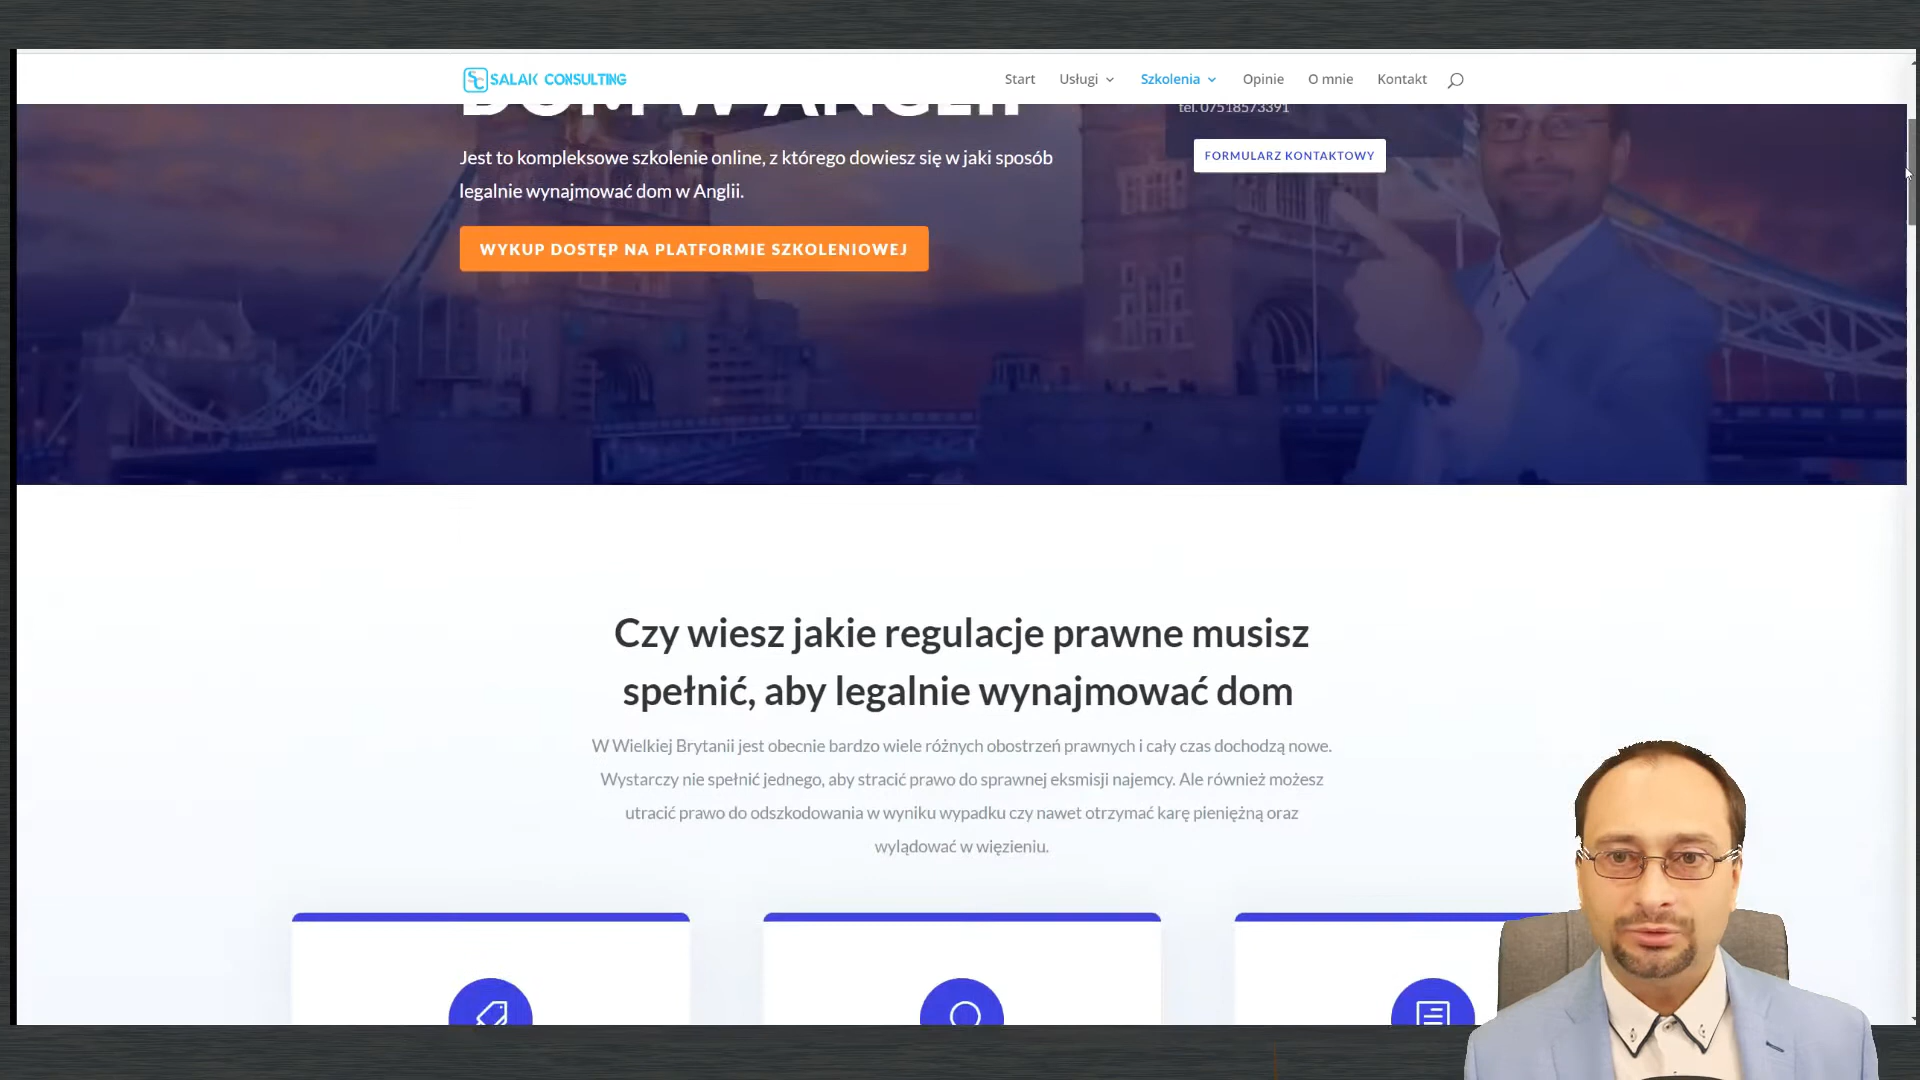 SALAK CONSULTING
Start Usługi Szkolenia Opinie O mnie Kontakt
DOM W ANGLII
tel. 07518573391
Jest to kompleksowe szkolenie online, z którego dowiesz się w jaki sposób
legalnie wynajmować dom w Anglii.
FORMULARZ KONTAKTOWY
WYKUP DOSTĘP NA PLATFORMIE SZKOLENIOWEJ
Czy wiesz jakie regulacje prawne musisz
spełnić, aby legalnie wynajmować dom
W Wielkiej Brytanii jest obecnie bardzo wiele różnych obostrzeń prawnych i cały czas dochodzą nowe.
Wystarczy nie spełnić jednego, aby stracić prawo do sprawnej eksmisji najemcy. Ale również możesz
utracić prawo do odszkodowania w wyniku wypadku czy nawet otrzymać karę pieniężną oraz
wylądować w więzieniu.